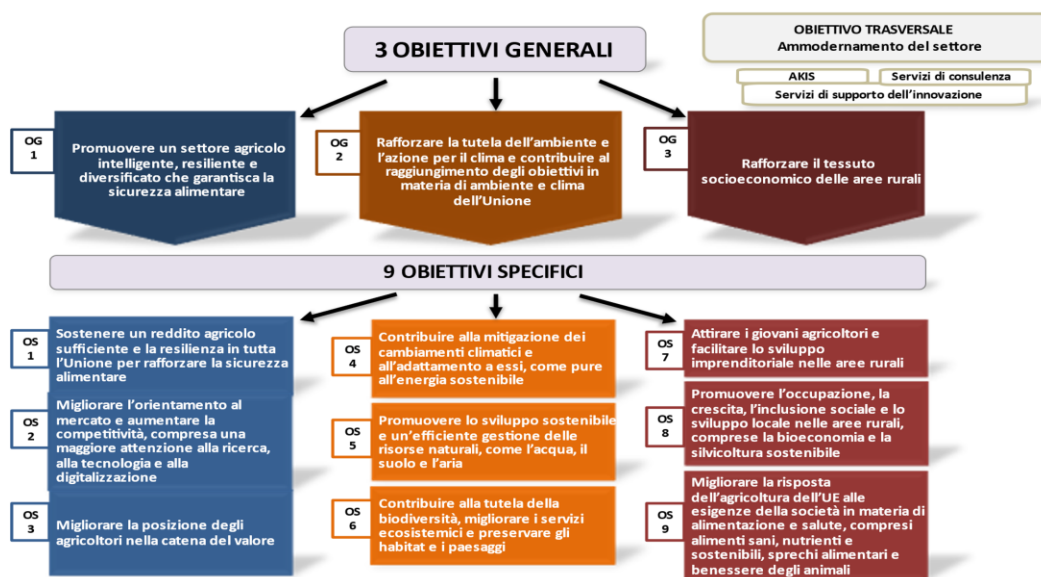 3 OBIETTIVI GENERALI
OBIETTIVO TRASVERSALE
Ammodernamento del settore
AKIS
Servizi di consulenza
Servizi di supporto dell’innovazione
OG
1
Promuovere un settore agricolo
intelligente, resiliente e
diversificato che garantisca la
sicurezza alimentare
OG
2
Rafforzare la tutela dell’ambiente e
l’azione per il clima e contribuire al
raggiungimento degli obiettivi in
materia di ambiente e clima
dell’Unione
OG
3
Rafforzare il tessuto
socioeconomico delle aree rurali
9 OBIETTIVI SPECIFICI
OS
1
Sostenere un reddito agricolo
sufficiente e la resilienza in tutta
l’Unione per rafforzare la sicurezza
alimentare
OS
2
Migliorare l’orientamento al
mercato e aumentare la
competitività, compresa una
maggiore attenzione alla ricerca,
alla tecnologia e alla
digitalizzazione
OS
3
Migliorare la posizione degli
agricoltori nella catena del valore
OS
4
Contribuire alla mitigazione dei
cambiamenti climatici e
all’adattamento a essi, come pure
all’energia sostenibile
OS
5
Promuovere lo sviluppo sostenibile
e un’efficiente gestione delle
risorse naturali, come l’acqua, il
suolo e l’aria
OS
6
Contribuire alla tutela della
biodiversità, migliorare i servizi
ecosistemici e preservare gli
habitat e i paesaggi
OS
7
Attirare i giovani agricoltori e
facilitare lo sviluppo
imprenditoriale nelle aree rurali
OS
8
Promuovere l’occupazione, la
crescita, l’inclusione sociale e lo
sviluppo locale nelle aree rurali,
comprese la bioeconomia e la
silvicoltura sostenibile
OS
9
Migliorare la risposta
dell’agricoltura dell’UE alle
esigenze della società in materia di
alimentazione e salute, compresi
alimenti sani, nutrienti e
sostenibili, sprechi alimentari e
benessere degli animali